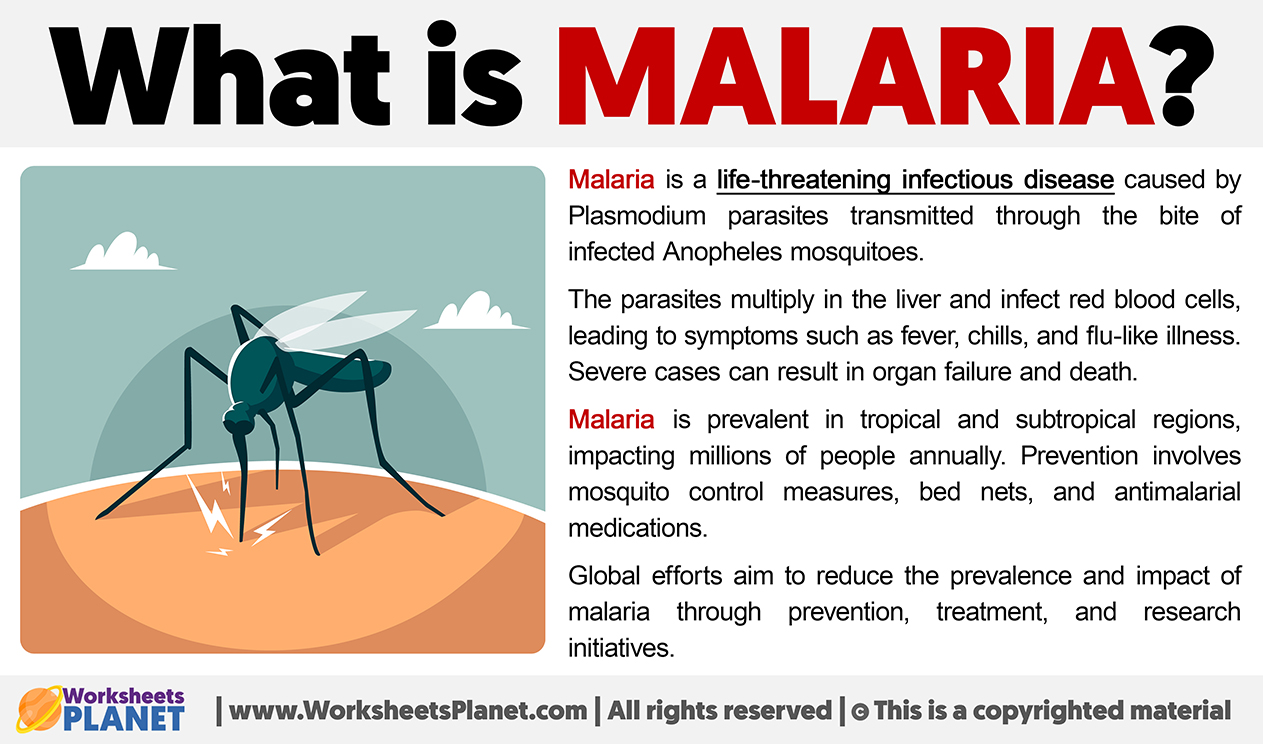 What is MALARIA?
Malaria is a life-threatening infectious disease caused by
Plasmodium parasites transmitted through the bite of
infected Anopheles mosquitoes.
The parasites multiply in the liver and infect red blood cells,
leading to symptoms such as fever, chills, and flu-like illness.
Severe cases can result in organ failure and death.
Malaria is prevalent in tropical and subtropical regions,
impacting millions of people annually. Prevention involves
mosquito control measures, bed nets, and antimalarial
medications.
Global efforts aim to reduce the prevalence and impact of
malaria through prevention, treatment, and research
initiatives.
Worksheets
PLANET
| www.WorksheetsPlanet.com | All rights reserved | © This is a copyrighted material